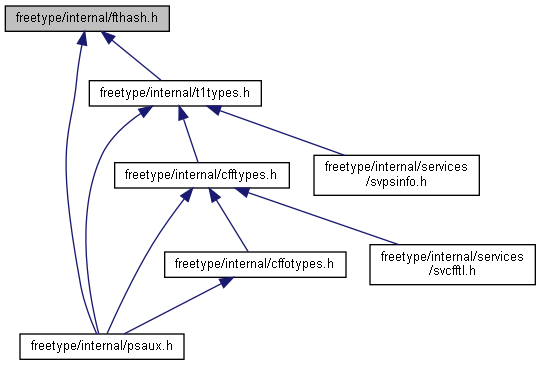 freetype/internal/fthash.h
freetype/internal/t1types.h
freetype/internal/services
/svpsinfo.h
freetype/internal/cfftypes.h
freetype/internal/services
/svcfftl.h
freetype/internal/cffotypes.h
freetype/internal/psaux.h